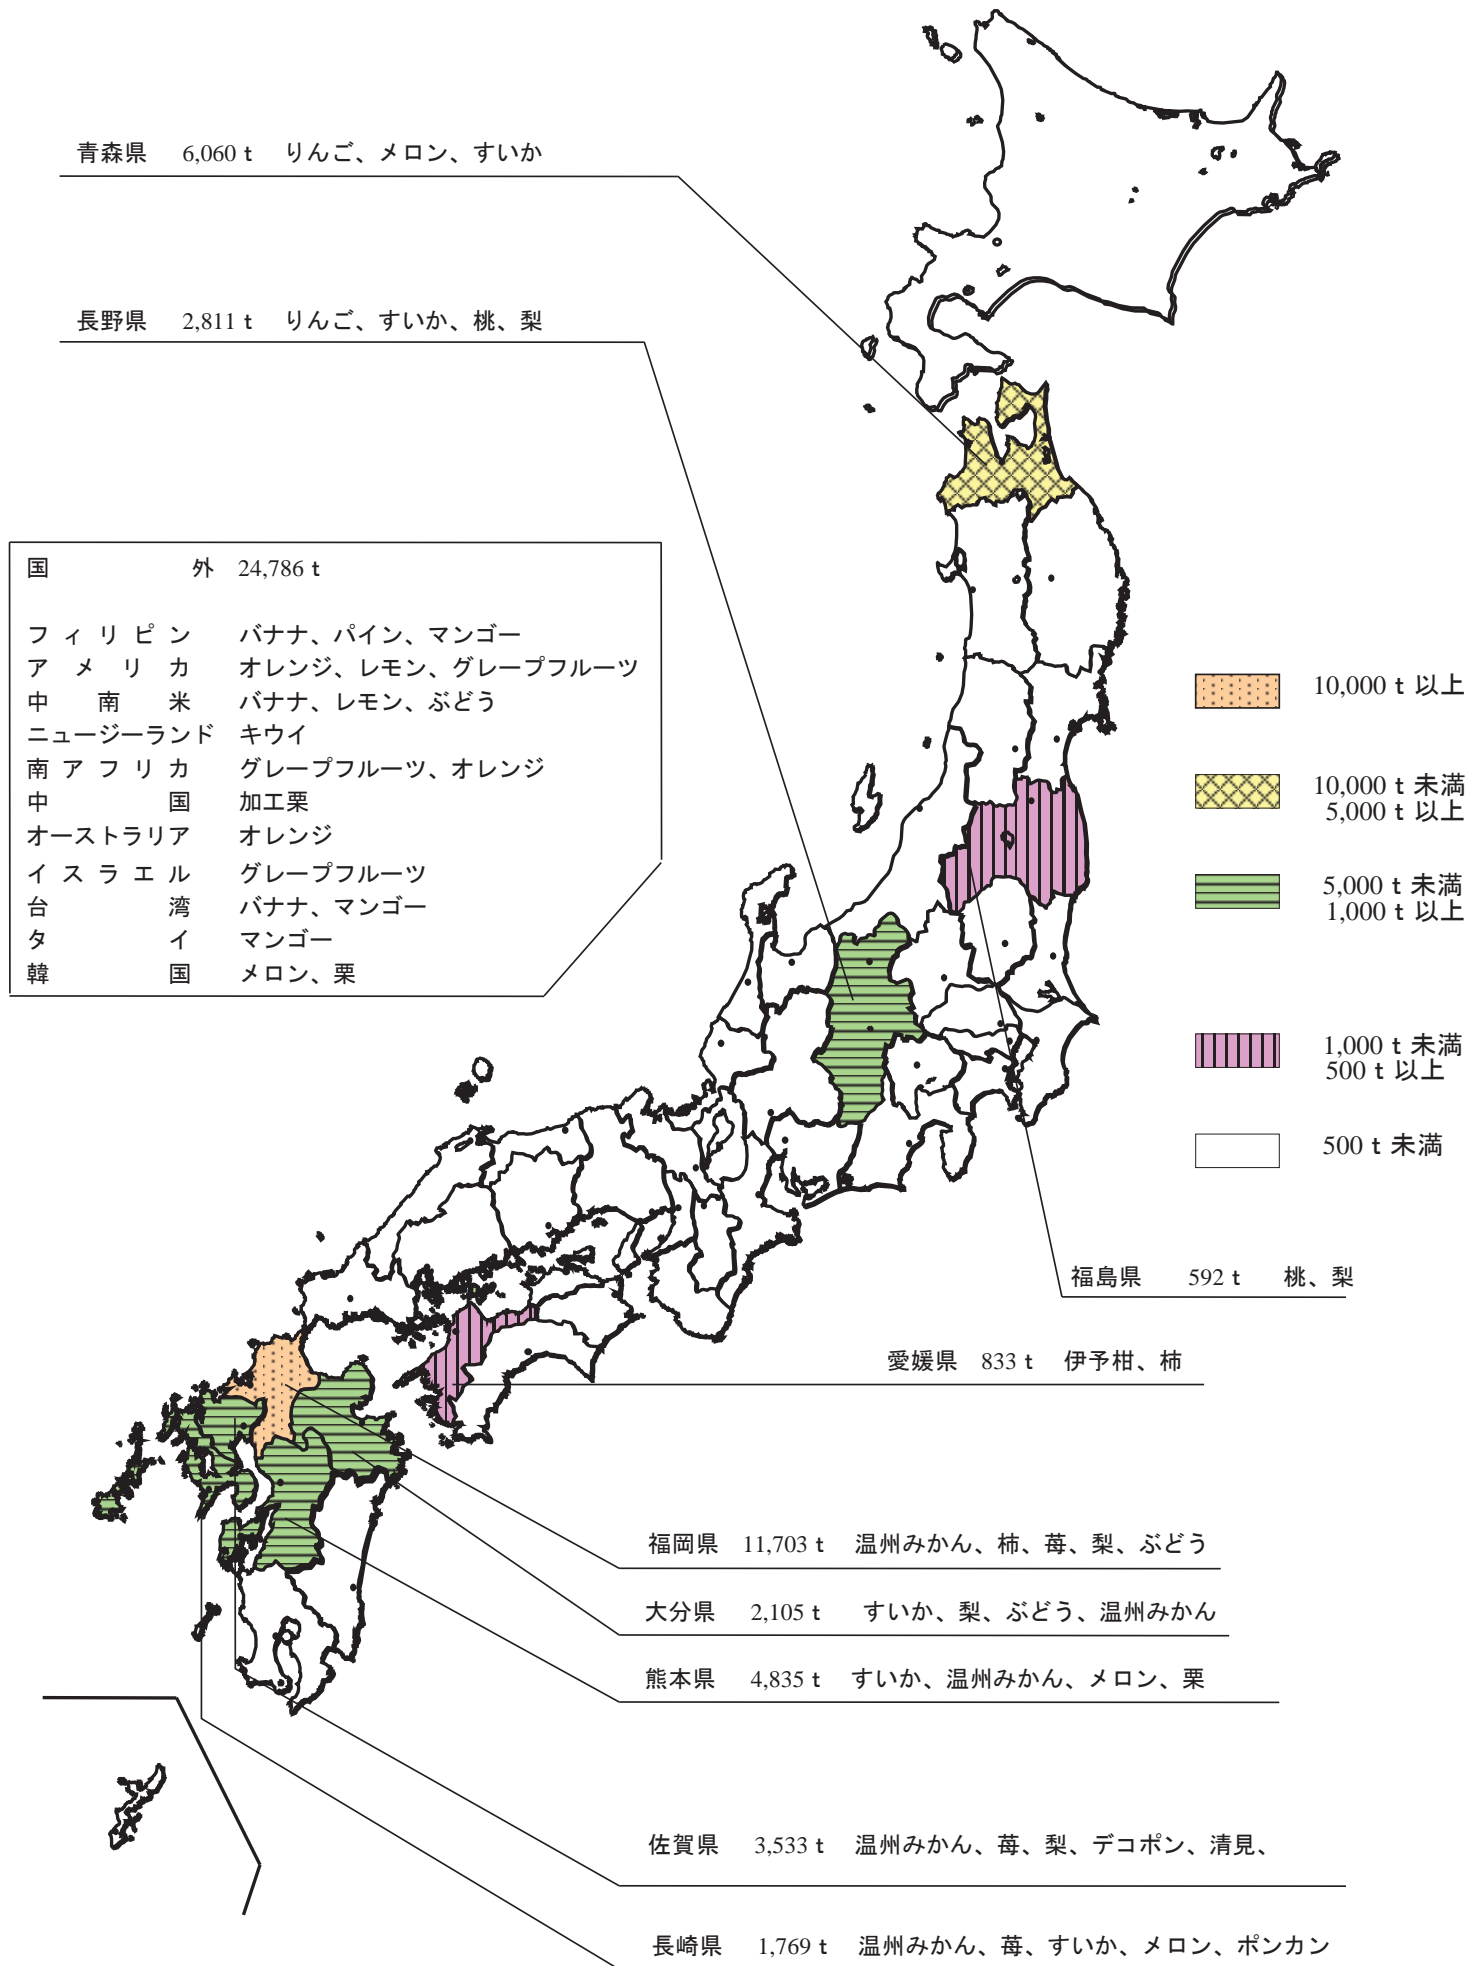 青森県 6,060 t りんご、メロン、すいか
長野県 2,811 t りんご、すいか、桃、梨
国外 24,786 t
フィリピン バナナ、パイン、マンゴー
アメリカ オレンジ、レモン、グレープフルーツ
中南米 バナナ、レモン、ぶどう
ニュージーランド キウイ
南アフリカ グレープフルーツ、オレンジ
中国 加工栗
オーストラリア オレンジ
イスラエル グレープフルーツ
台湾 バナナ、マンゴー
タイ マンゴー
韓国 メロン、栗
10,000 t 以上
10,000 t 未満
5,000 t 以上
5,000 t 未満
1,000 t 以上
1,000 t 未満
500 t 以上
500 t 未満
福島県 592 t 桃、梨
愛媛県 833 t 伊予柑、柿
福岡県 11,703 t 温州みかん、柿、苺、梨、ぶどう
大分県 2,105 t すいか、梨、ぶどう、温州みかん
熊本県 4,835 t すいか、温州みかん、メロン、栗
佐賀県 3,533 t 温州みかん、苺、梨、デコポン、清見、
長崎県 1,769 t 温州みかん、苺、すいか、メロン、ポンカン